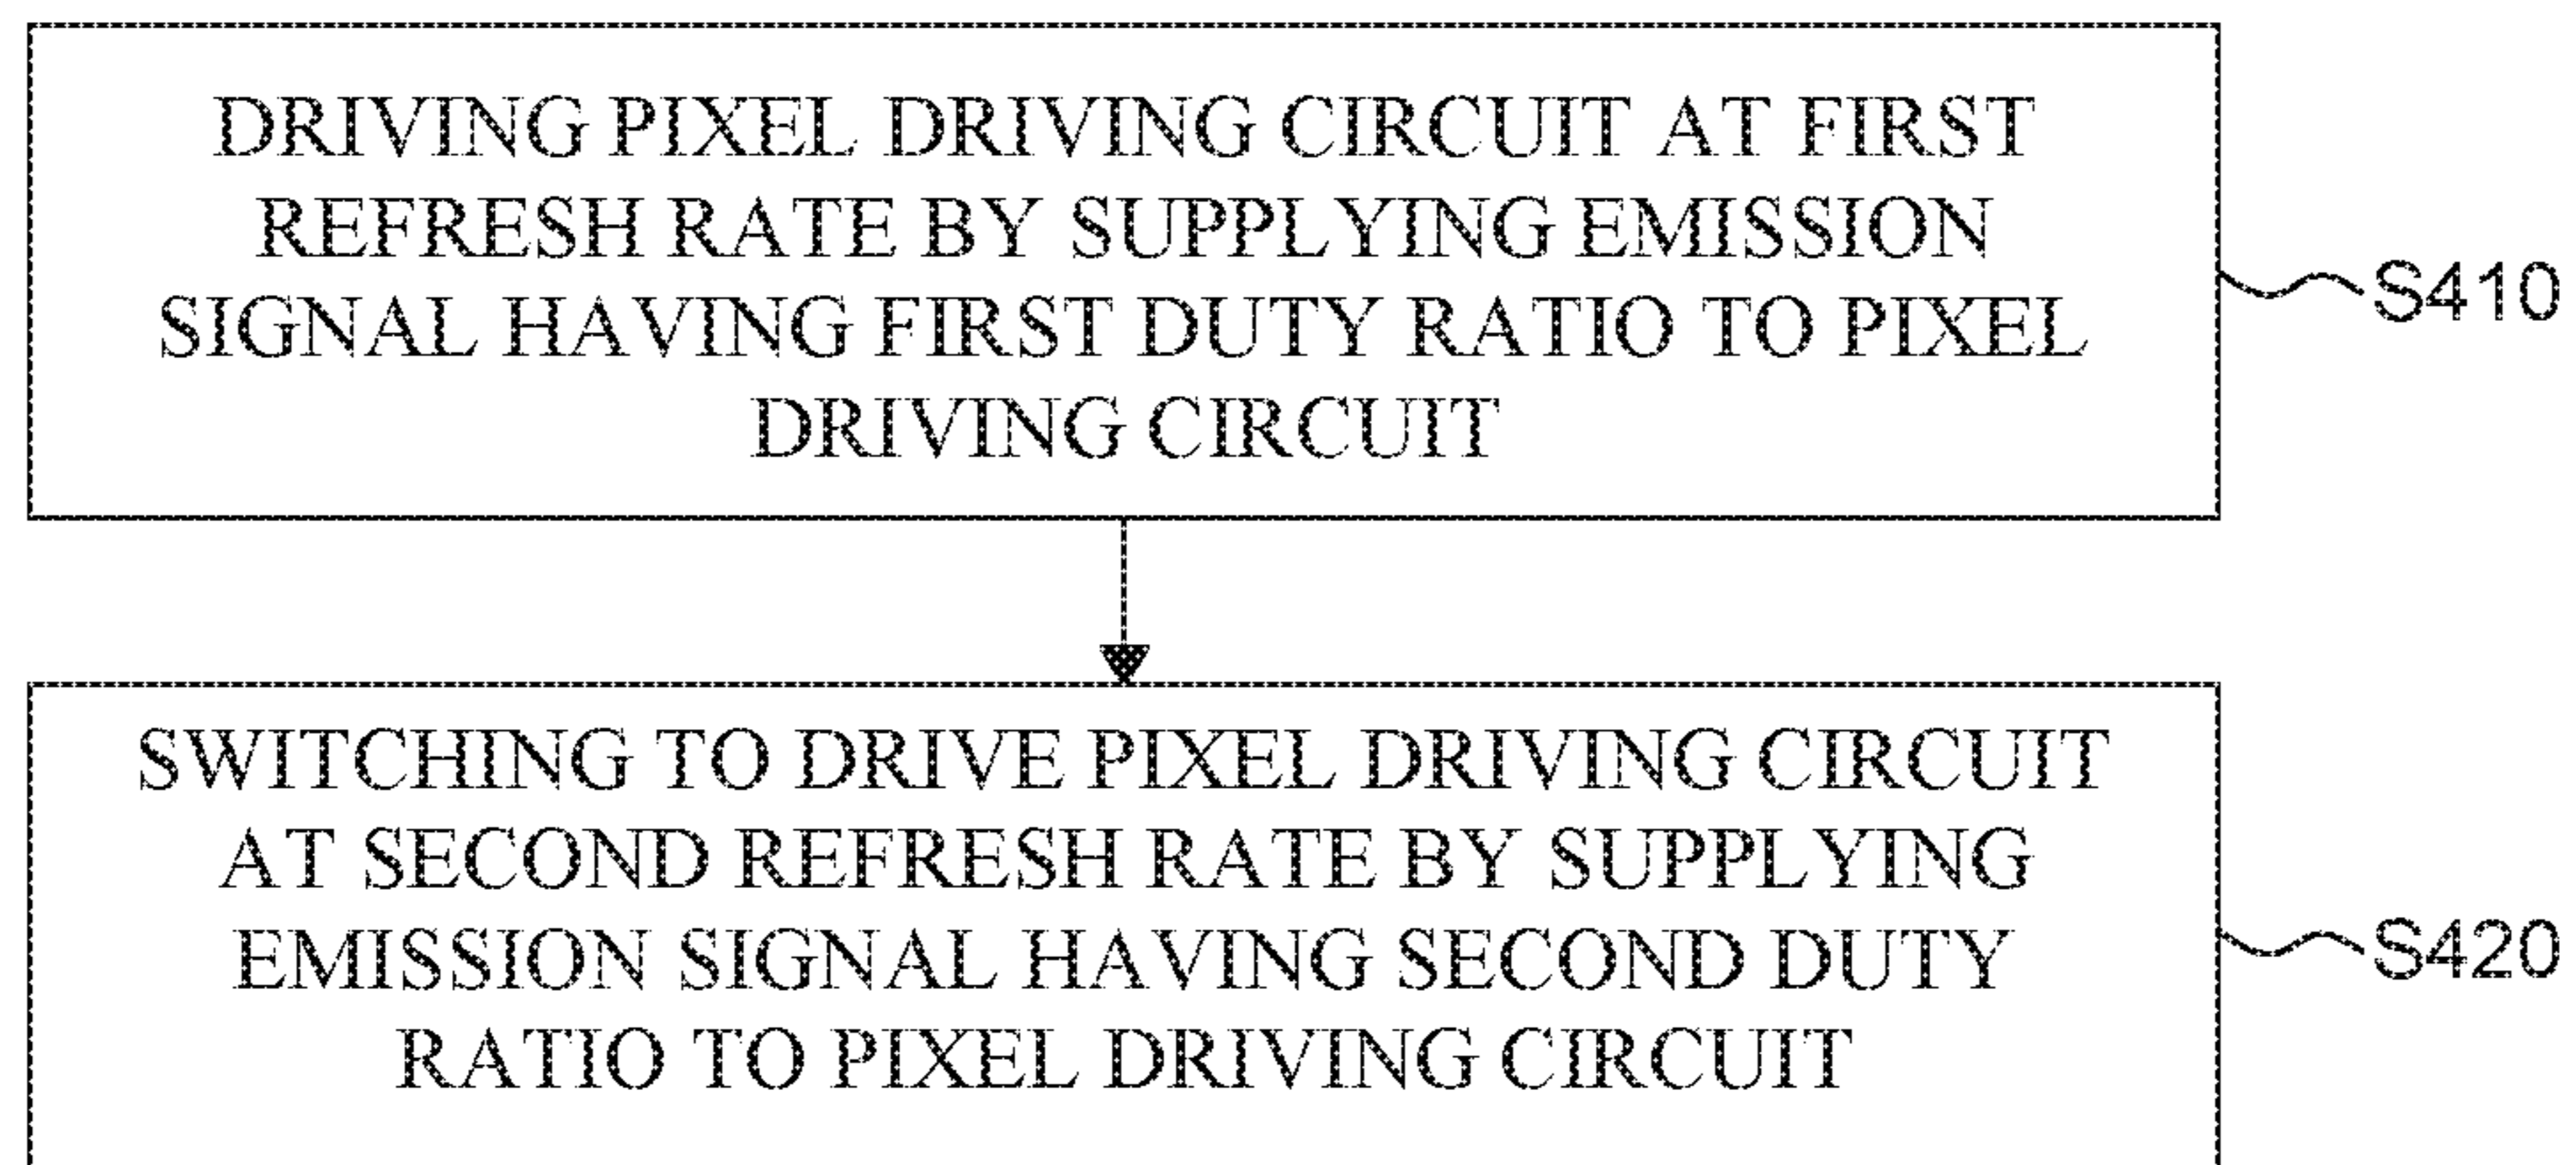 DRIVING PIXEL DRIVING CIRCUIT AT FIRST
REFRESH RATE BY SUPPLYING EMISSION
SIGNAL HAVING FIRST DUTY RATIO TO PIXEL
DRIVING CIRCUIT
S410
SWITCHING TO DRIVE PIXEL DRIVING CIRCUIT
AT SECOND REFRESH RATE BY SUPPLYING
EMISSION SIGNAL HAVING SECOND DUTY
RATIO TO PIXEL DRIVING CIRCUIT
S420